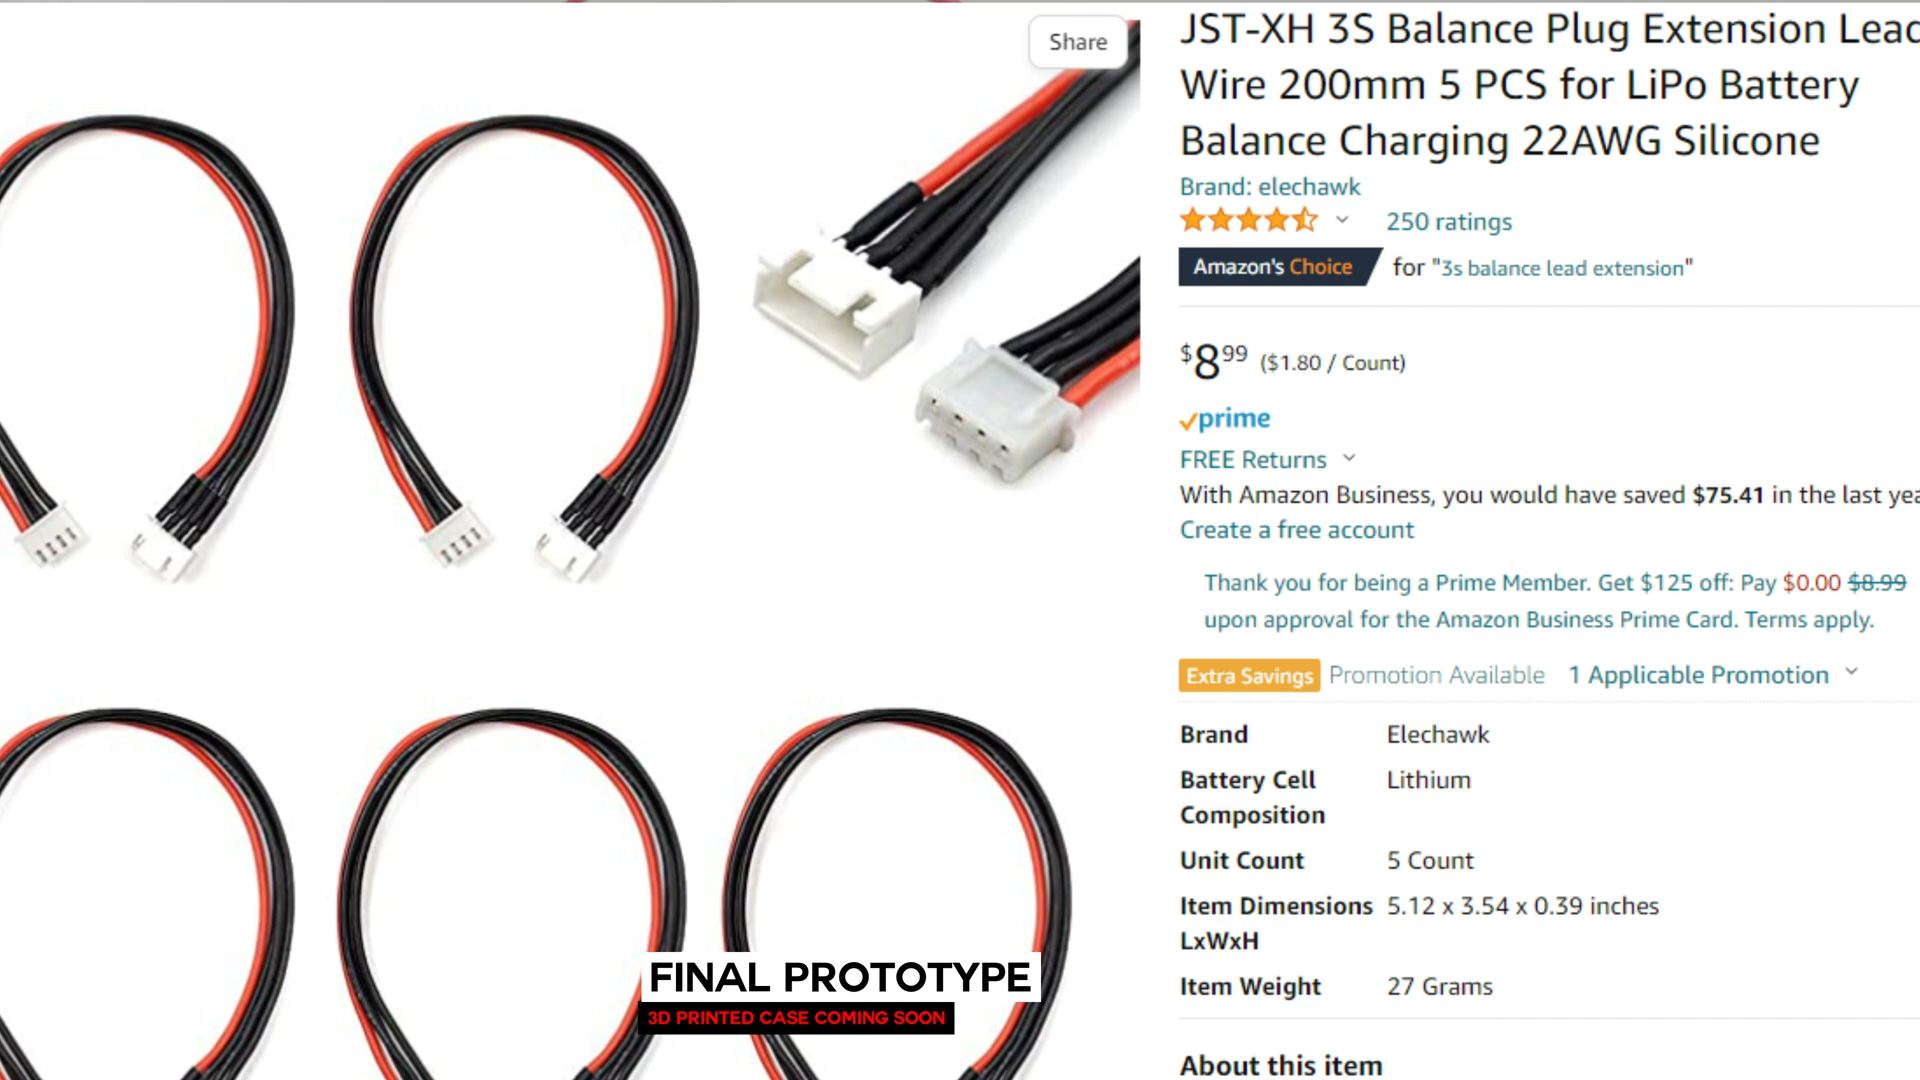 Share
JST-XH 3S Balance Plug Extension Lead
Wire 200mm 5 PCS for LiPo Battery
Balance Charging 22AWG Silicone
Brand: elechawk
250 ratings
Amazon's Choice for "3s balance lead extension"
$8.99 ($1.80 / Count)
prime
FREE Returns
With Amazon Business, you would have saved $75.41 in the last yea
Create a free account
Thank you for being a Prime Member. Get $125 off: Pay $0.00 $8.99
upon approval for the Amazon Business Prime Card. Terms apply.
Extra Savings Promotion Available 1 Applicable Promotion
Brand Elechawk
Battery Cell Lithium
Composition
Unit Count 5 Count
Item Dimensions 5.12 x 3.54 x 0.39 inches
LxWxH
Item Weight 27 Grams
About this item
FINAL PROTOTYPE
3D PRINTED CASE COMING SOON